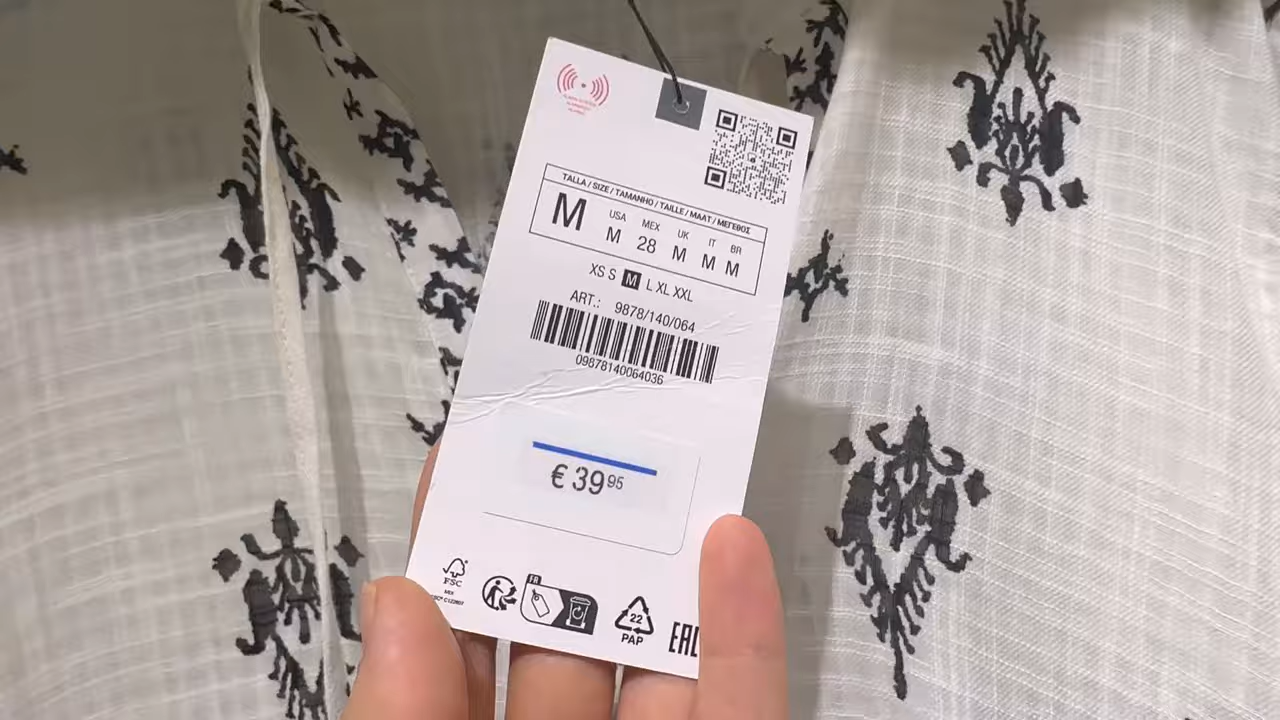 TALLA / SIZE / TAMANHO / TAILLE / MAAT / ΜΕΓΕΘΟΣ
M
USA MEX UK IT BR
M 28 M M M
XS S M L XL XXL
ART.: 9878/140/064
09878140064036
€ 39 95
FSC
MIX
FR
22
PAP
EAC